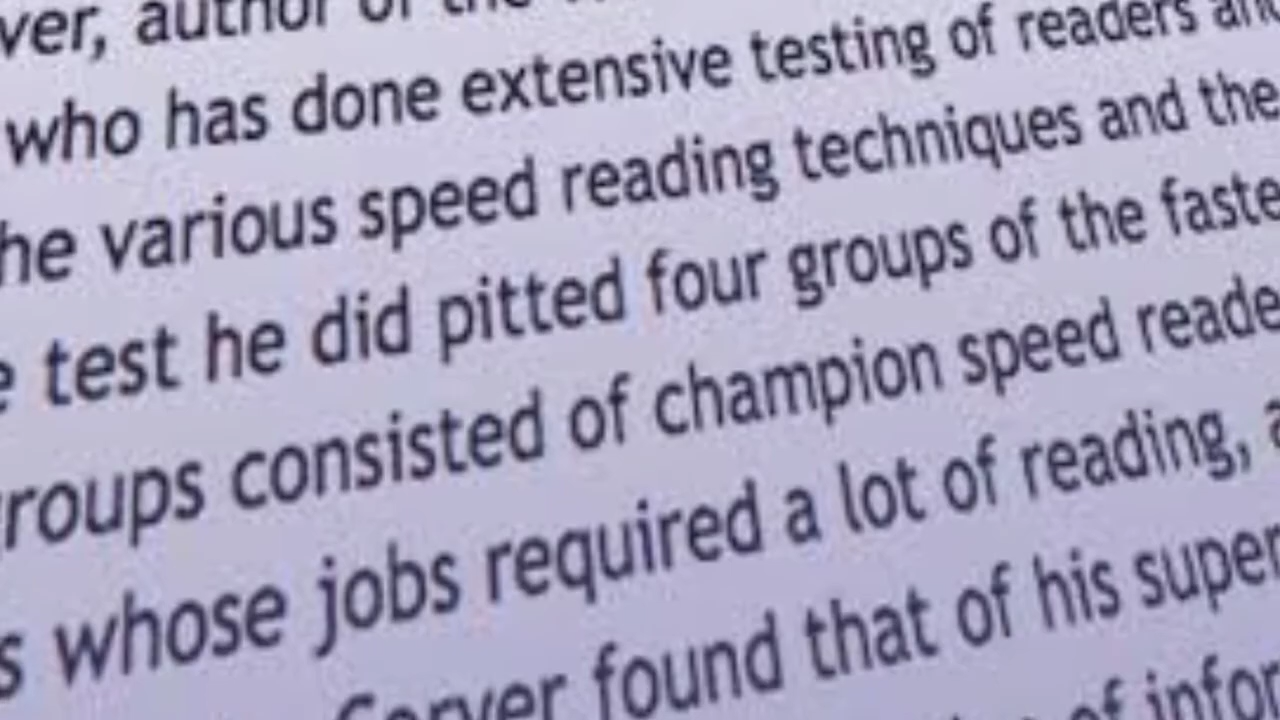 ver, author of the
who has done extensive testing of readers and
he various speed reading techniques and the
e test he did pitted four groups of the faste
roups consisted of champion speed reade
s whose jobs required a lot of reading, a
Carver found that of his super
of infor